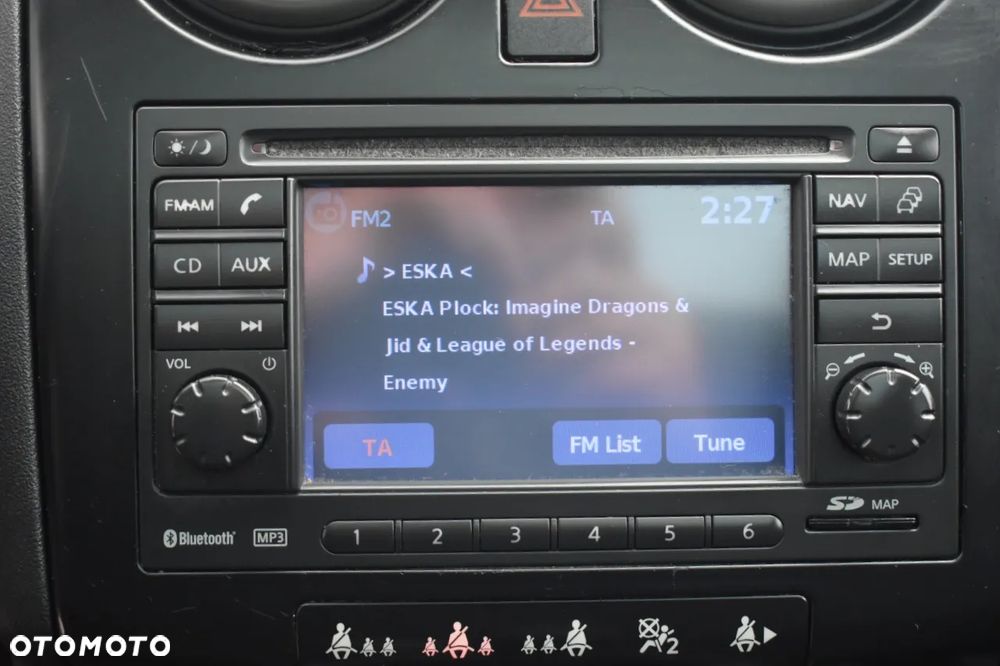 FM•AM
NAV
FM2
TA
2:27
CD
AUX
MAP
SETUP
> ESKA <
ESKA Plock: Imagine Dragons &
Jid & League of Legends -
Enemy
VOL
TA
FM List
Tune
SD
MAP
Bluetooth
MP3
1
2
3
4
5
6
2
OTOMOTO